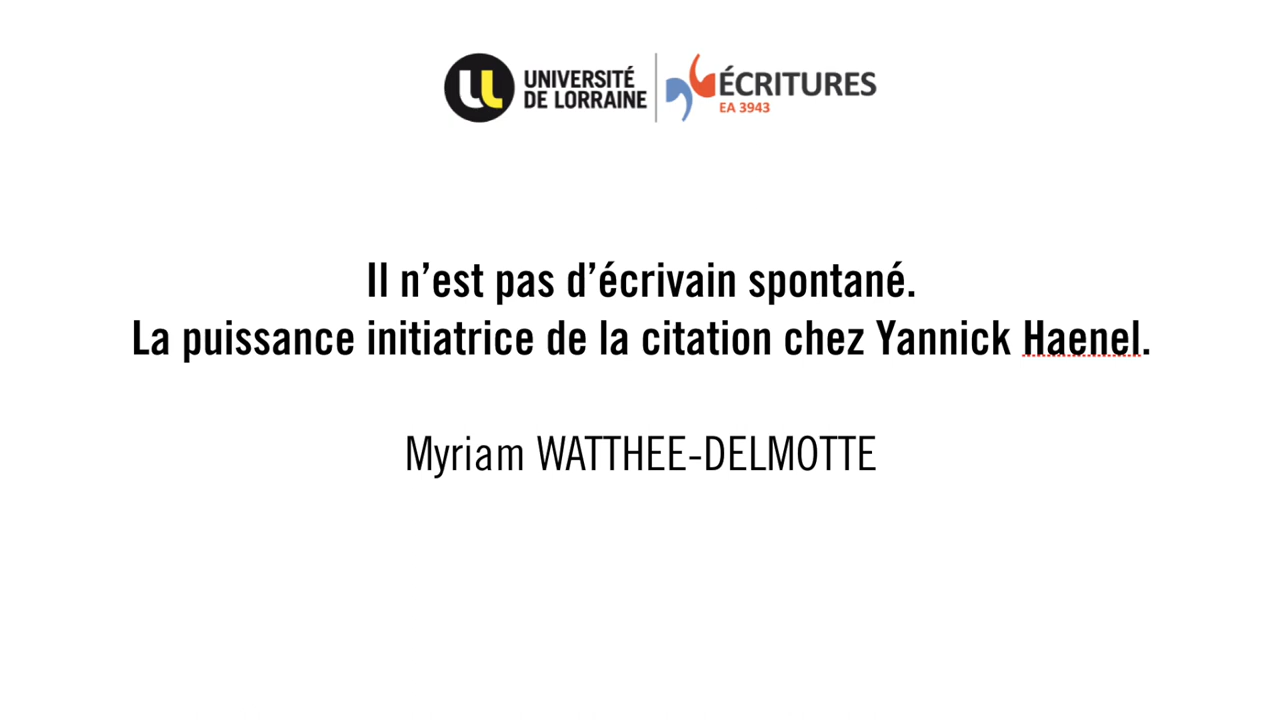 UNIVERSITÉ
DE LORRAINE
ÉCRITURES
EA 3943
Il n’est pas d’écrivain spontané.
La puissance initiatrice de la citation chez Yannick Haenel.
Myriam WATTHEE-DELMOTTE